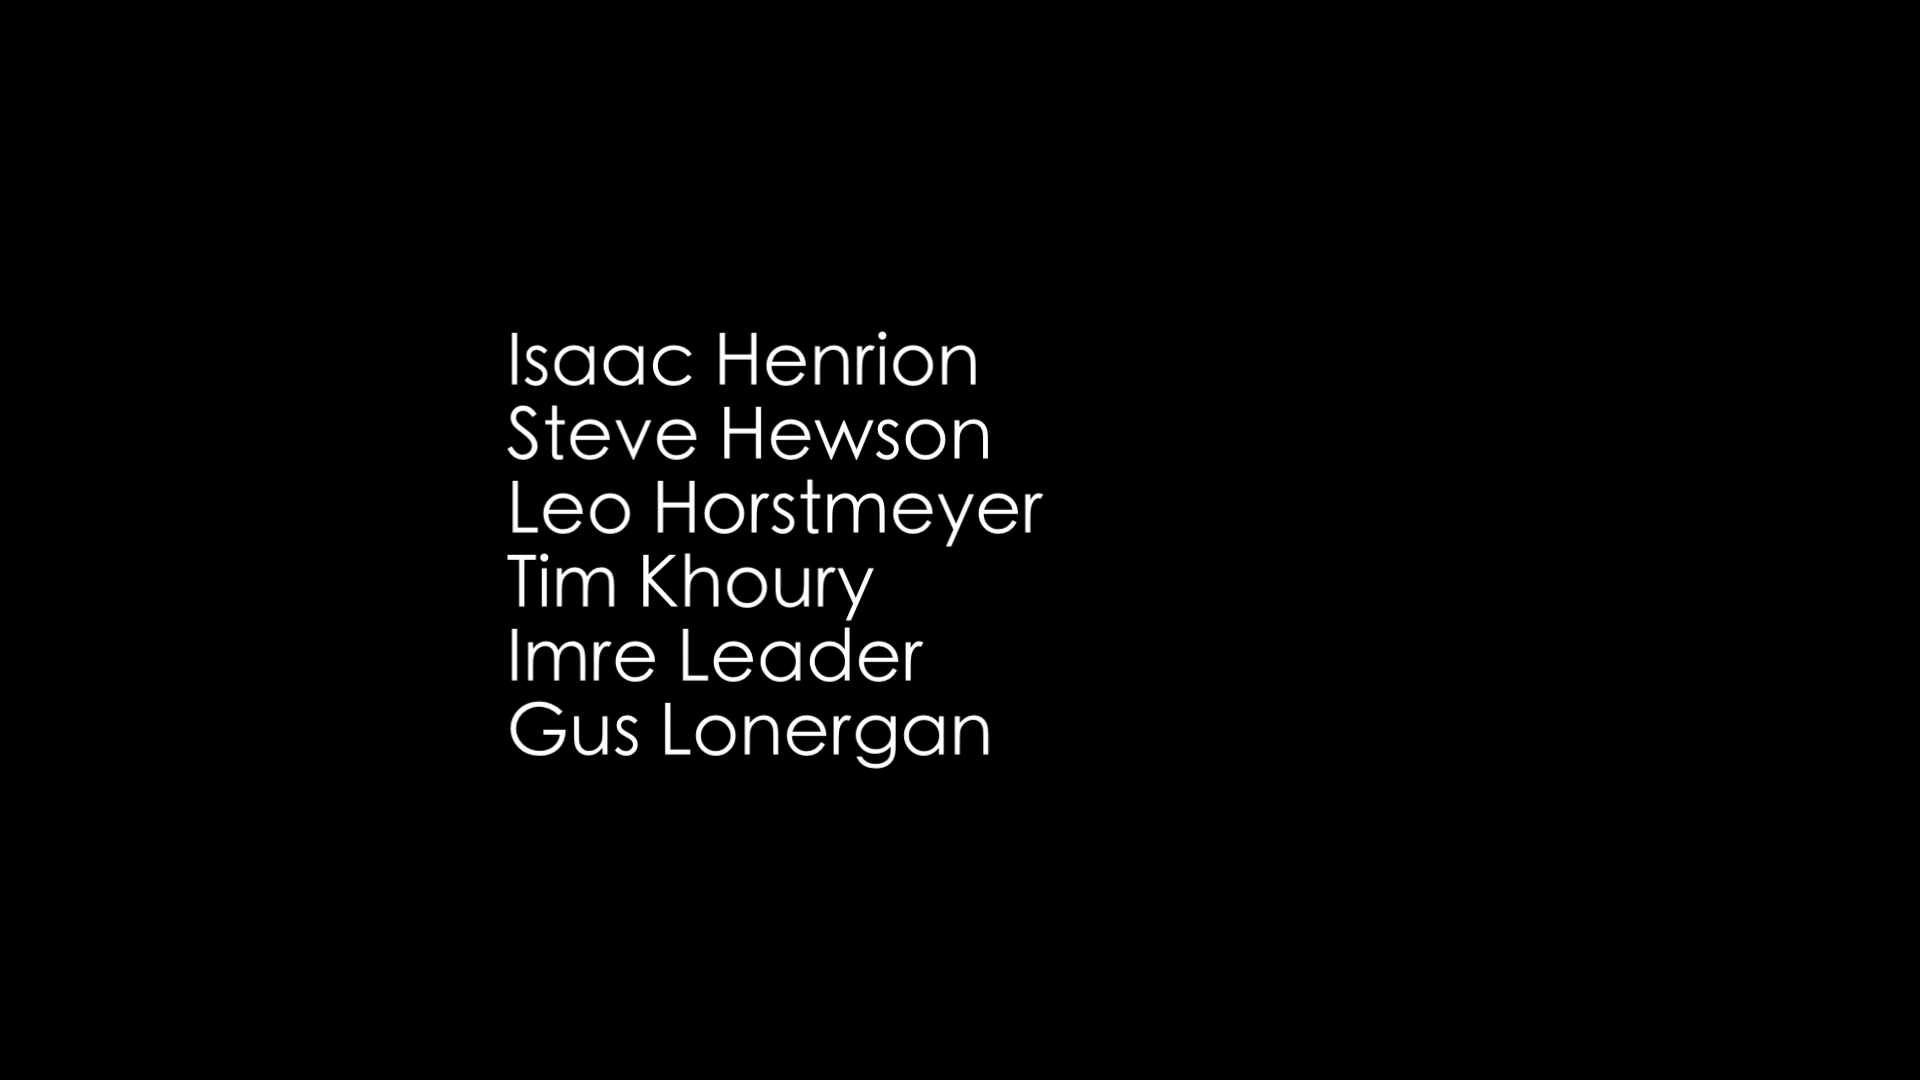 Isaac Henrion
Steve Hewson
Leo Horstmeyer
Tim Khoury
Imre Leader
Gus Lonergan